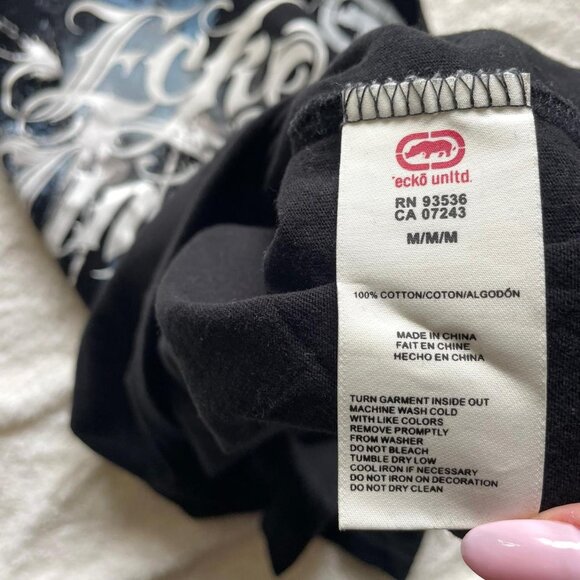 Ecko
ecko unltd
RN 93536
CA 07243
M/M/M
100% COTTON/COTON/ALGODÓN
MADE IN CHINA
FAIT EN CHINE
HECHO EN CHINA
TURN GARMENT INSIDE OUT
MACHINE WASH COLD
WITH LIKE COLORS
REMOVE PROMPTLY
FROM WASHER
DO NOT BLEACH
TUMBLE DRY LOW
COOL IRON IF NECESSARY
DO NOT IRON ON DECORATION
DO NOT DRY CLEAN